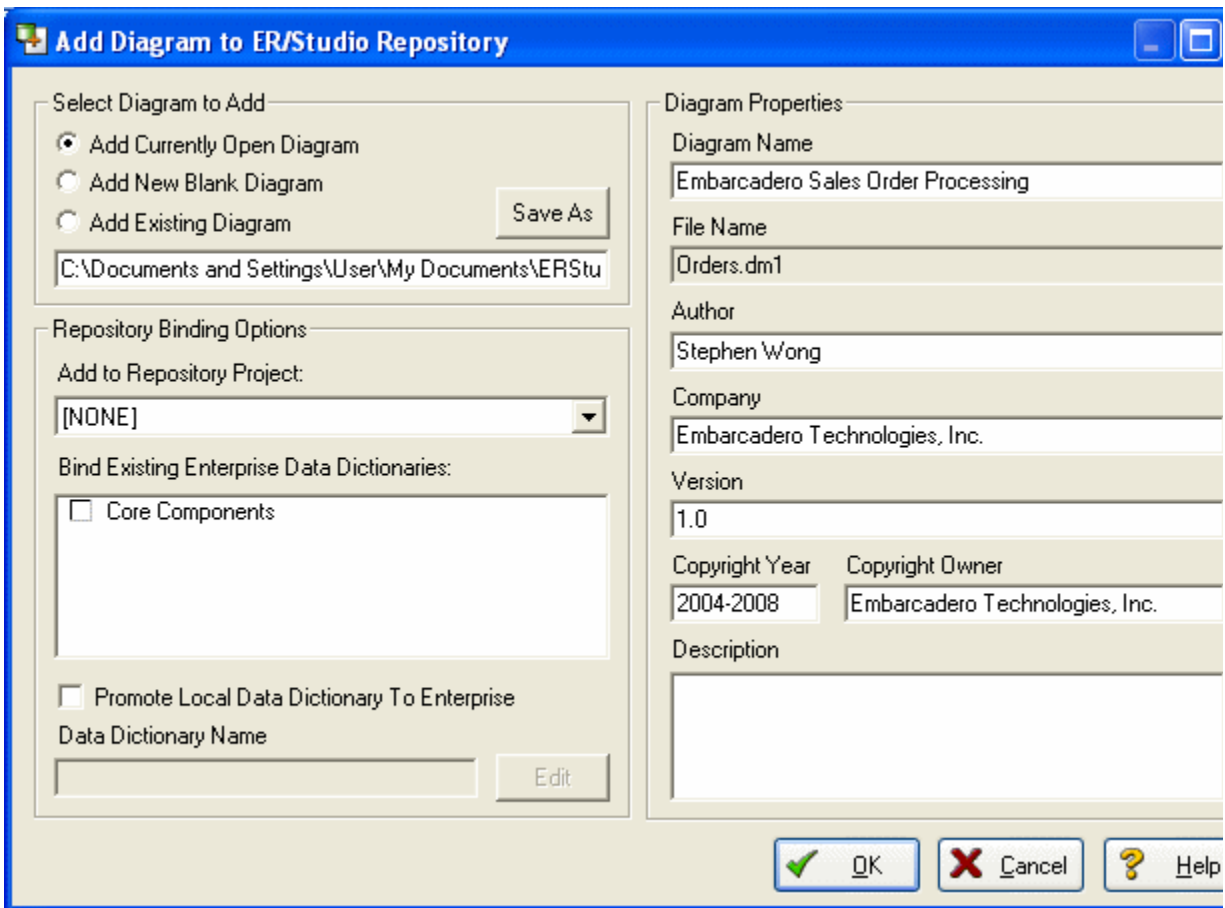 Add Diagram to ER/Studio Repository
Select Diagram to Add
Add Currently Open Diagram
Add New Blank Diagram
Add Existing Diagram
Save As
C:\Documents and Settings\User\My Documents\ERStu
Repository Binding Options
Add to Repository Project:
[NONE]
Bind Existing Enterprise Data Dictionaries:
Core Components
Promote Local Data Dictionary To Enterprise
Data Dictionary Name
Edit
Diagram Properties
Diagram Name
Embarcadero Sales Order Processing
File Name
Orders.dm1
Author
Stephen Wong
Company
Embarcadero Technologies, Inc.
Version
1.0
Copyright Year Copyright Owner
2004-2008 Embarcadero Technologies, Inc.
Description
OK Cancel Help